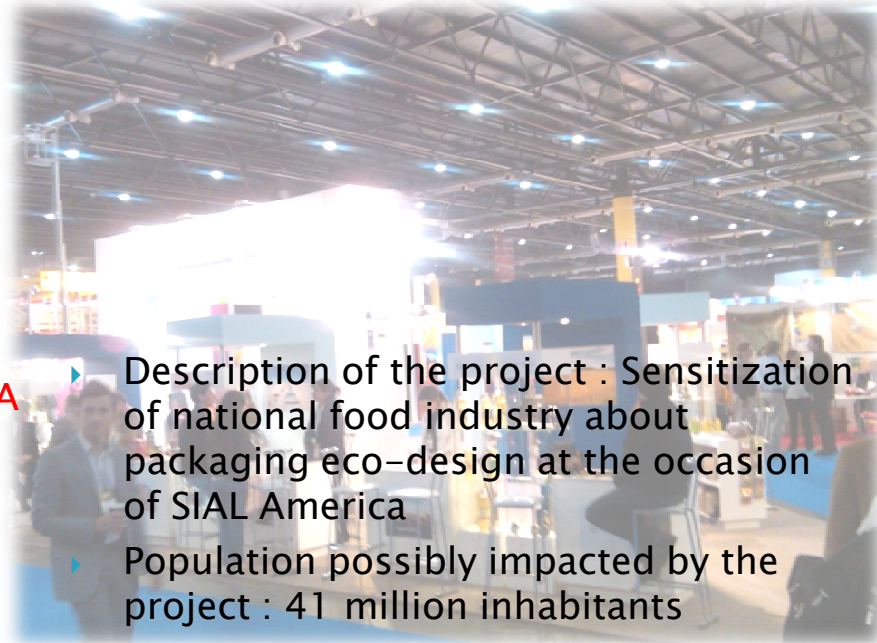 A
Description of the project : Sensitization
of national food industry about
packaging eco-design at the occasion
of SIAL America
Population possibly impacted by the
project : 41 million inhabitants